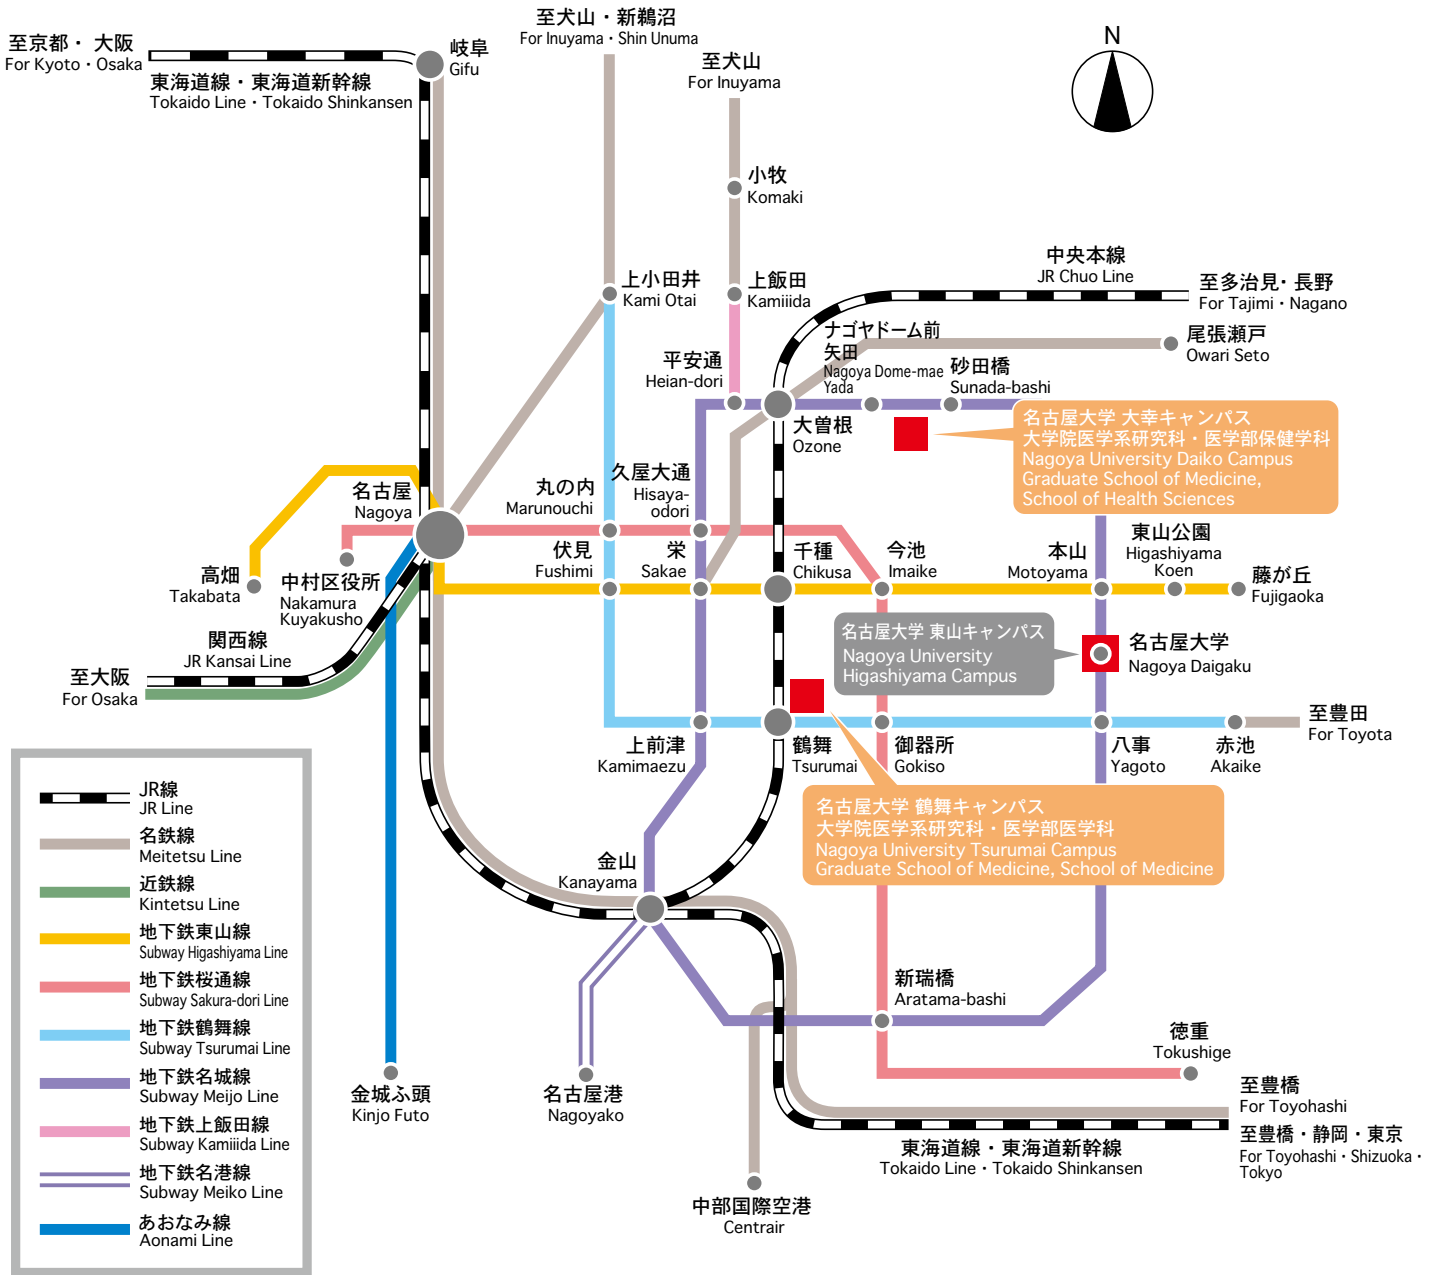 至犬山・新鵜沼
For Inuyama・Shin Unuma
至京都・大阪
For Kyoto・Osaka
岐阜
Gifu
至犬山
For Inuyama
N
東海道線・東海道新幹線
Tokaido Line・Tokaido Shinkansen
小牧
Komaki
中央本線
JR Chuo Line
上小田井
Kami Otai
上飯田
Kamiiida
至多治見・長野
For Tajimi・Nagano
ナゴヤドーム前
矢田
Nagoya Dome-mae
Yada
尾張瀬戸
Owari Seto
平安通
Heian-dori
砂田橋
Sunada-bashi
大曽根
Ozone
名古屋大学 大幸キャンパス
大学院医学系研究科・医学部保健学科
Nagoya University Daiko Campus
Graduate School of Medicine,
School of Health Sciences
名古屋
Nagoya
丸の内
Marunouchi
久屋大通
Hisaya-
odori
高畑
Takabata
中村区役所
Nakamura
Kuyakusho
伏見
Fushimi
栄
Sakae
千種
Chikusa
今池
Imaike
本山
Motoyama
東山公園
Higashiyama
Koen
藤が丘
Fujigaoka
関西線
JR Kansai Line
至大阪
For Osaka
名古屋大学 東山キャンパス
Nagoya University
Higashiyama Campus
名古屋大学
Nagoya Daigaku
上前津
Kamimaezu
鶴舞
Tsurumai
御器所
Gokiso
八事
Yagoto
赤池
Akaike
至豊田
For Toyota
名古屋大学 鶴舞キャンパス
大学院医学系研究科・医学部医学科
Nagoya University Tsurumai Campus
Graduate School of Medicine, School of Medicine
金山
Kanayama
新瑞橋
Aratama-bashi
徳重
Tokushige
金城ふ頭
Kinjo Futo
名古屋港
Nagoyako
至豊橋
For Toyohashi
至豊橋・静岡・東京
For Toyohashi・Shizuoka・
Tokyo
東海道線・東海道新幹線
Tokaido Line・Tokaido Shinkansen
中部国際空港
Centrair
JR線
JR Line
名鉄線
Meitetsu Line
近鉄線
Kintetsu Line
地下鉄東山線
Subway Higashiyama Line
地下鉄桜通線
Subway Sakura-dori Line
地下鉄鶴舞線
Subway Tsurumai Line
地下鉄名城線
Subway Meijo Line
地下鉄上飯田線
Subway Kamiiida Line
地下鉄名港線
Subway Meiko Line
あおなみ線
Aonami Line